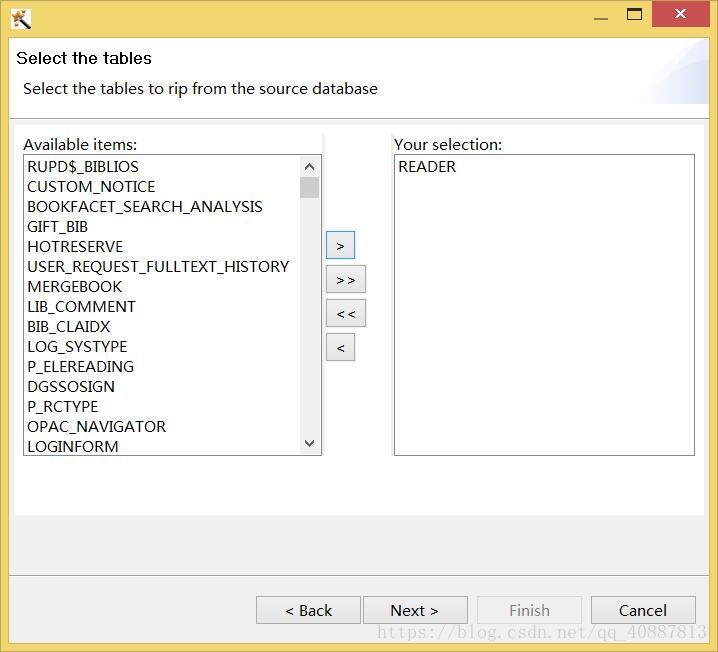 Select the tables
Select the tables to rip from the source database
Available items:
RUPD$_BIBLIOS
CUSTOM_NOTICE
BOOKFACET_SEARCH_ANALYSIS
GIFT_BIB
HOTRESERVE
USER_REQUEST_FULLTEXT_HISTORY
MERGEBOOK
LIB_COMMENT
BIB_CLAIDX
LOG_SYSTYPE
P_ELEREADING
DGSSOSIGN
P_RCTYPE
OPAC_NAVIGATOR
LOGINFORM
>
>>
<<
<
Your selection:
READER
< Back
Next >
Finish
Cancel
https://blog.csdn.net/qq_40887813